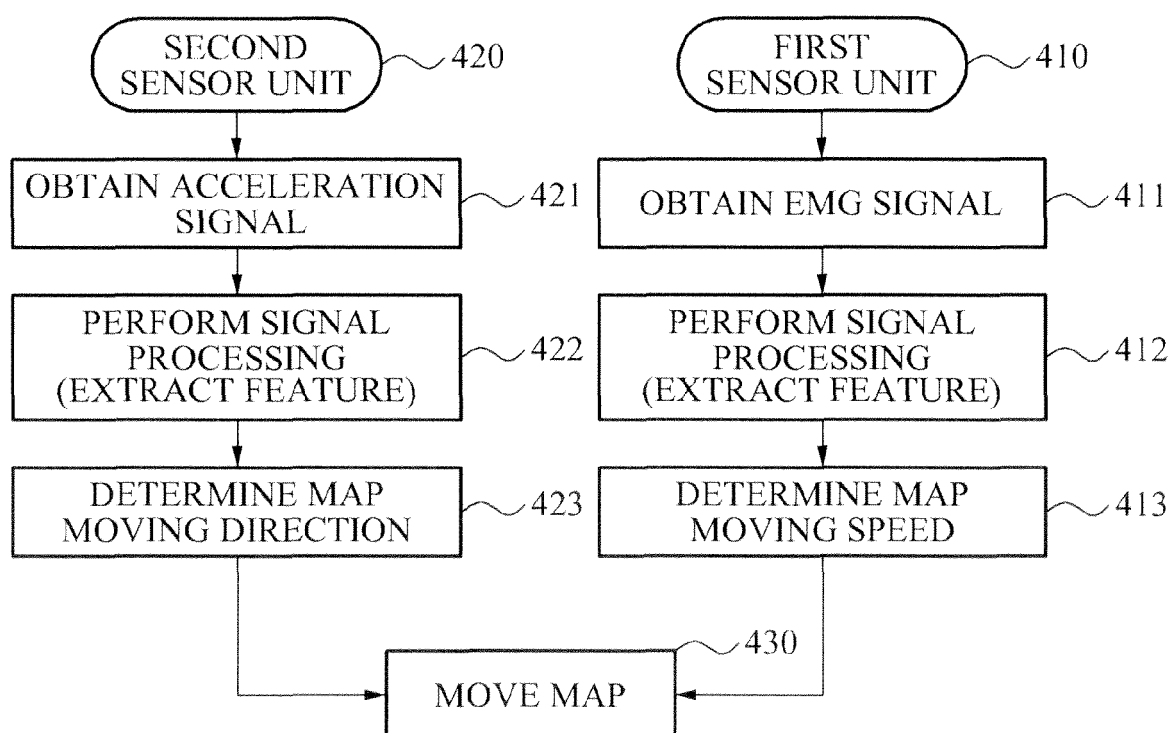 SECOND
SENSOR UNIT
420
OBTAIN ACCELERATION
SIGNAL
421
PERFORM SIGNAL
PROCESSING
(EXTRACT FEATURE)
422
DETERMINE MAP
MOVING DIRECTION
423
FIRST
SENSOR UNIT
410
OBTAIN EMG SIGNAL
411
PERFORM SIGNAL
PROCESSING
(EXTRACT FEATURE)
412
DETERMINE MAP
MOVING SPEED
413
430
MOVE MAP